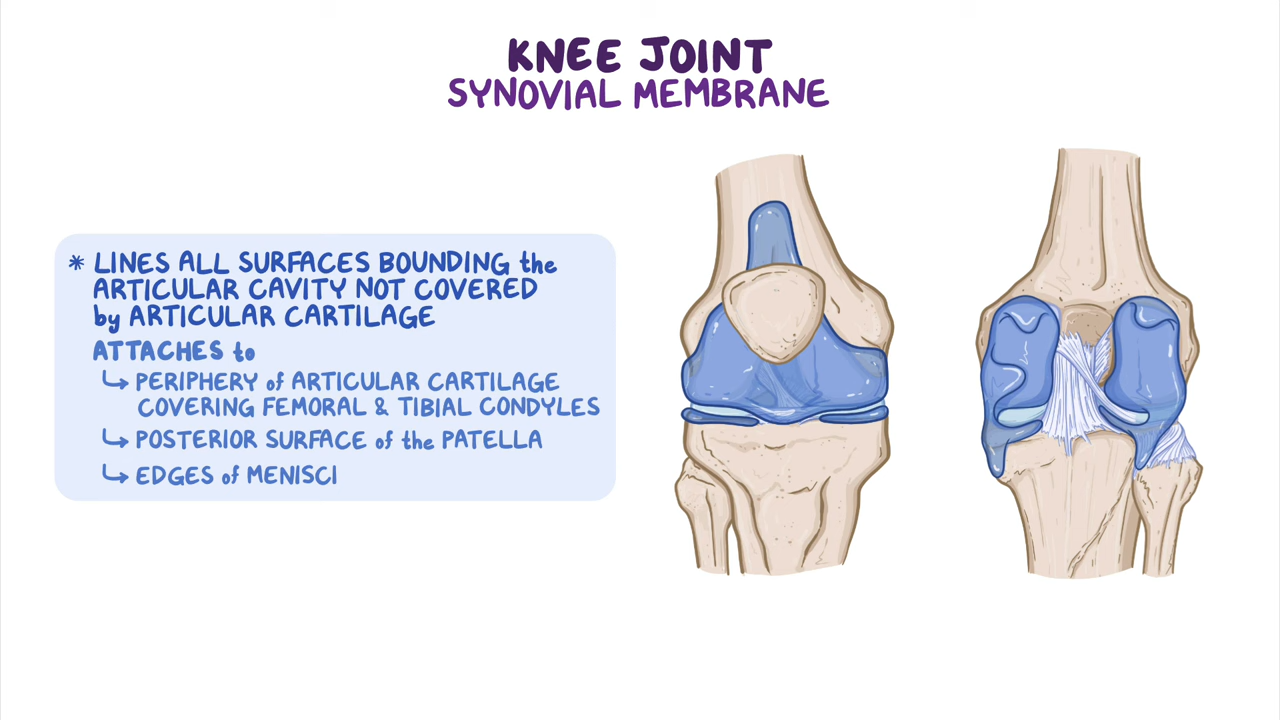 KNEE JOINT
SYNOVIAL MEMBRANE
* LINES ALL SURFACES BOUNDING the
ARTICULAR CAVITY NOT COVERED
by ARTICULAR CARTILAGE
ATTACHES to
↳ PERIPHERY of ARTICULAR CARTILAGE
COVERING FEMORAL & TIBIAL CONDYLES
↳ POSTERIOR SURFACE of the PATELLA
↳ EDGES of MENISCI